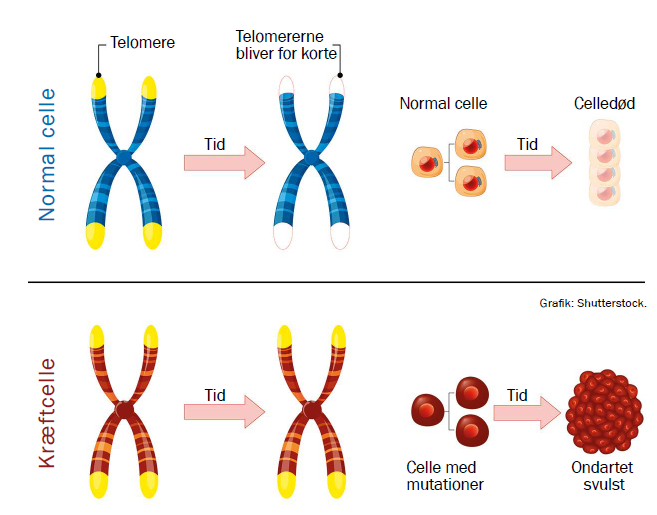 Normal celle
Telomere
Telomererne
bliver for korte
Tid
Normal celle
Tid
Celledød
Grafik: Shutterstock.
Kræftcelle
Tid
Tid
Celle med
mutationer
Ondartet
svulst